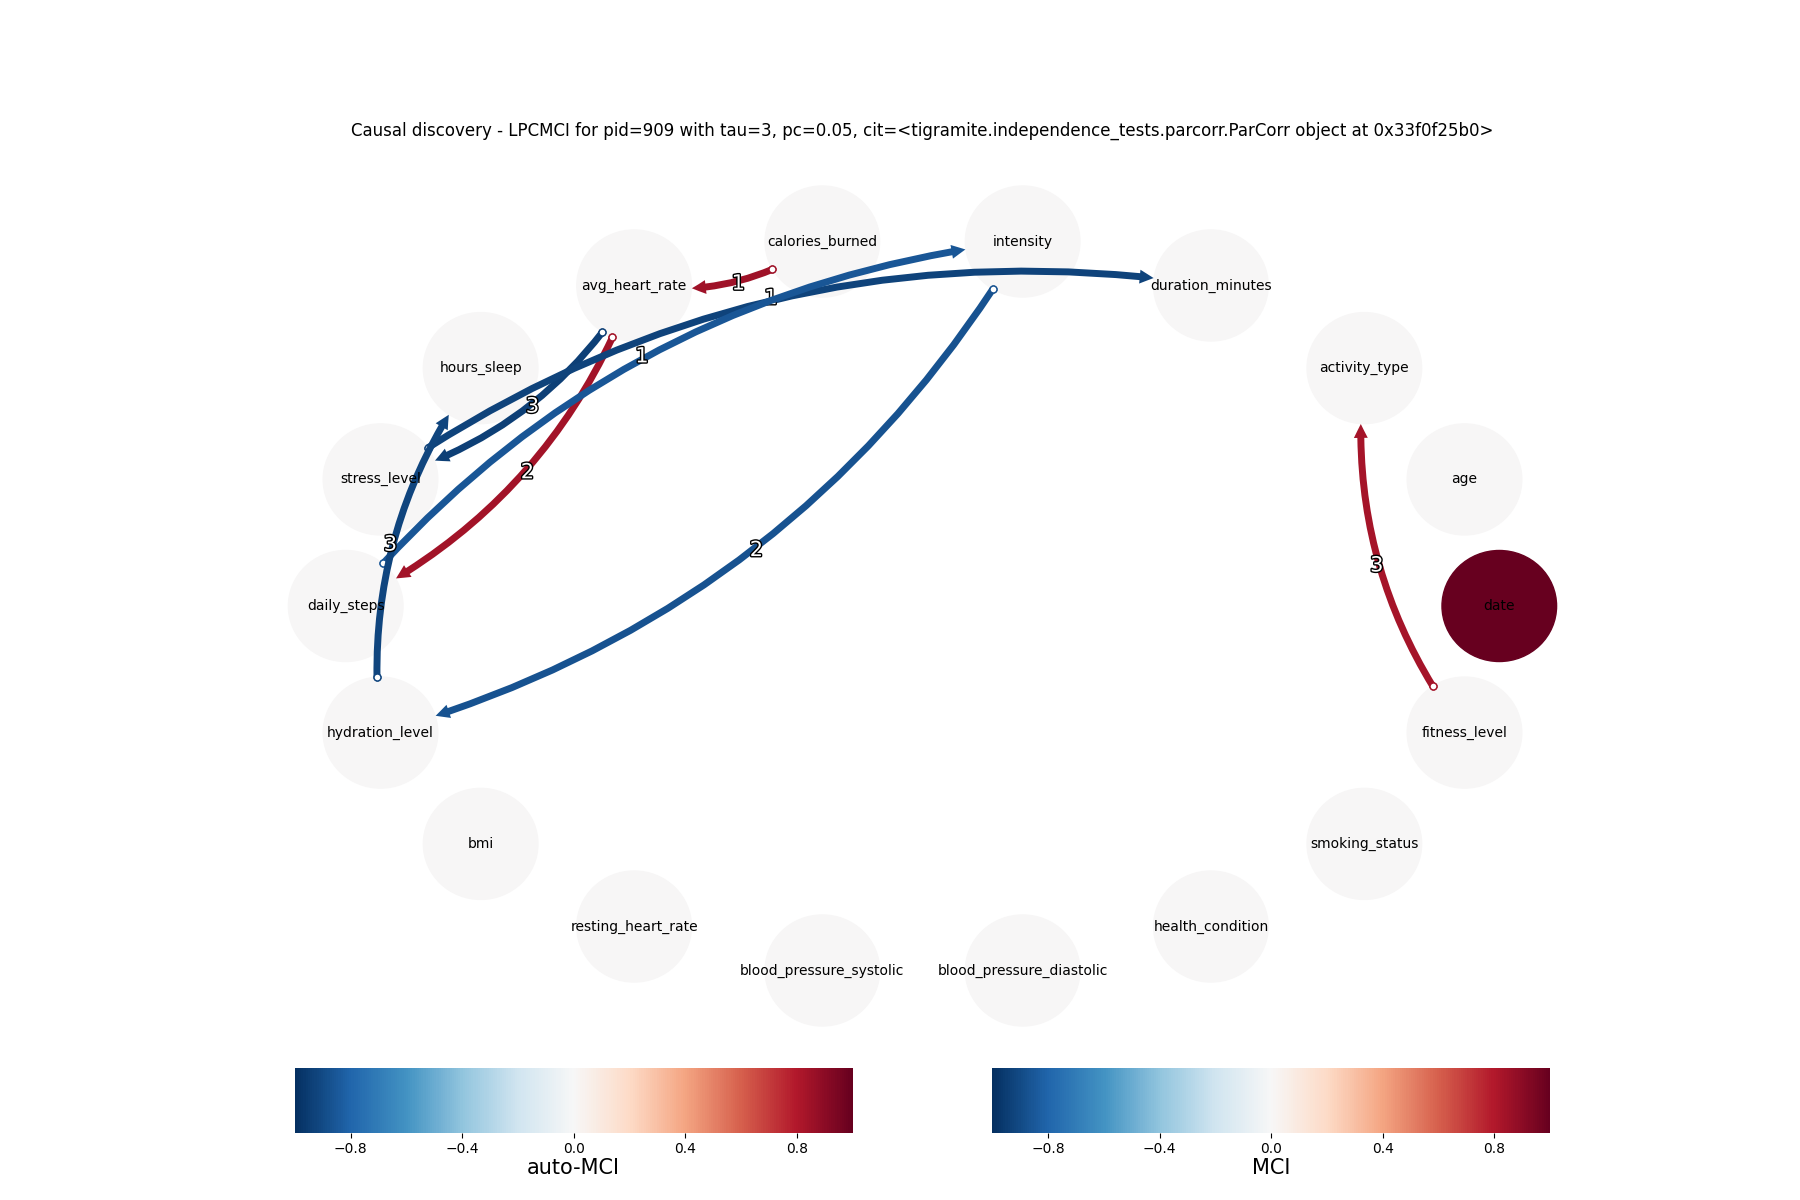 Causal discovery - LPCMCI for pid=909 with tau=3, pc=0.05, cit=<tigramite.independence_tests.parcorr.ParCorr object at 0x33f0f25b0>
calories_burned
intensity
avg_heart_rate
1
duration_minutes
1
1
hours_sleep
activity_type
3
2
stress_level
age
3
2
3
daily_steps
date
hydration_level
fitness_level
bmi
smoking_status
resting_heart_rate
health_condition
blood_pressure_systolic
blood_pressure_diastolic
−0.8 −0.4 0.0 0.4 0.8
auto-MCI
−0.8 −0.4 0.0 0.4 0.8
MCI